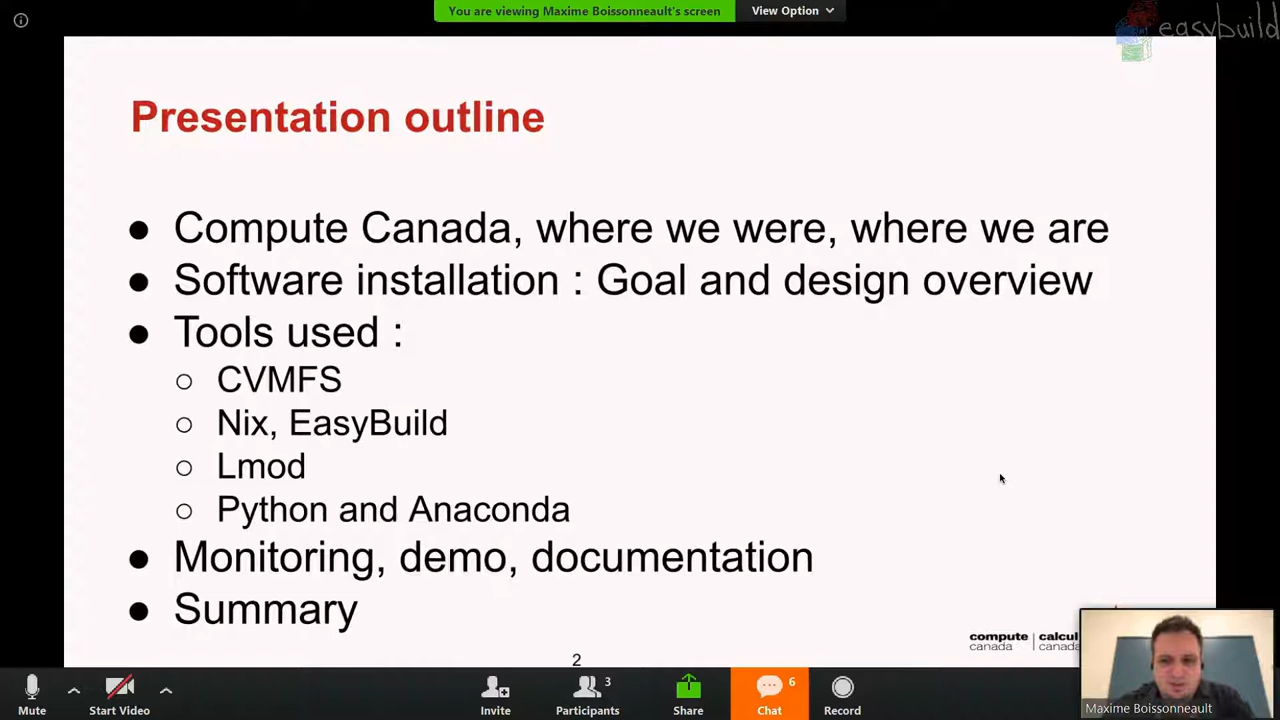 You are viewing Maxime Boissonneault's screen
View Option
easybuild
Presentation outline
● Compute Canada, where we were, where we are
● Software installation : Goal and design overview
● Tools used :
○ CVMFS
○ Nix, EasyBuild
○ Lmod
○ Python and Anaconda
● Monitoring, demo, documentation
● Summary
compute | calcul
canada | canada
2
Maxime Boissonneault
Mute
Start Video
Invite
Participants 3
Share
Chat 6
Record